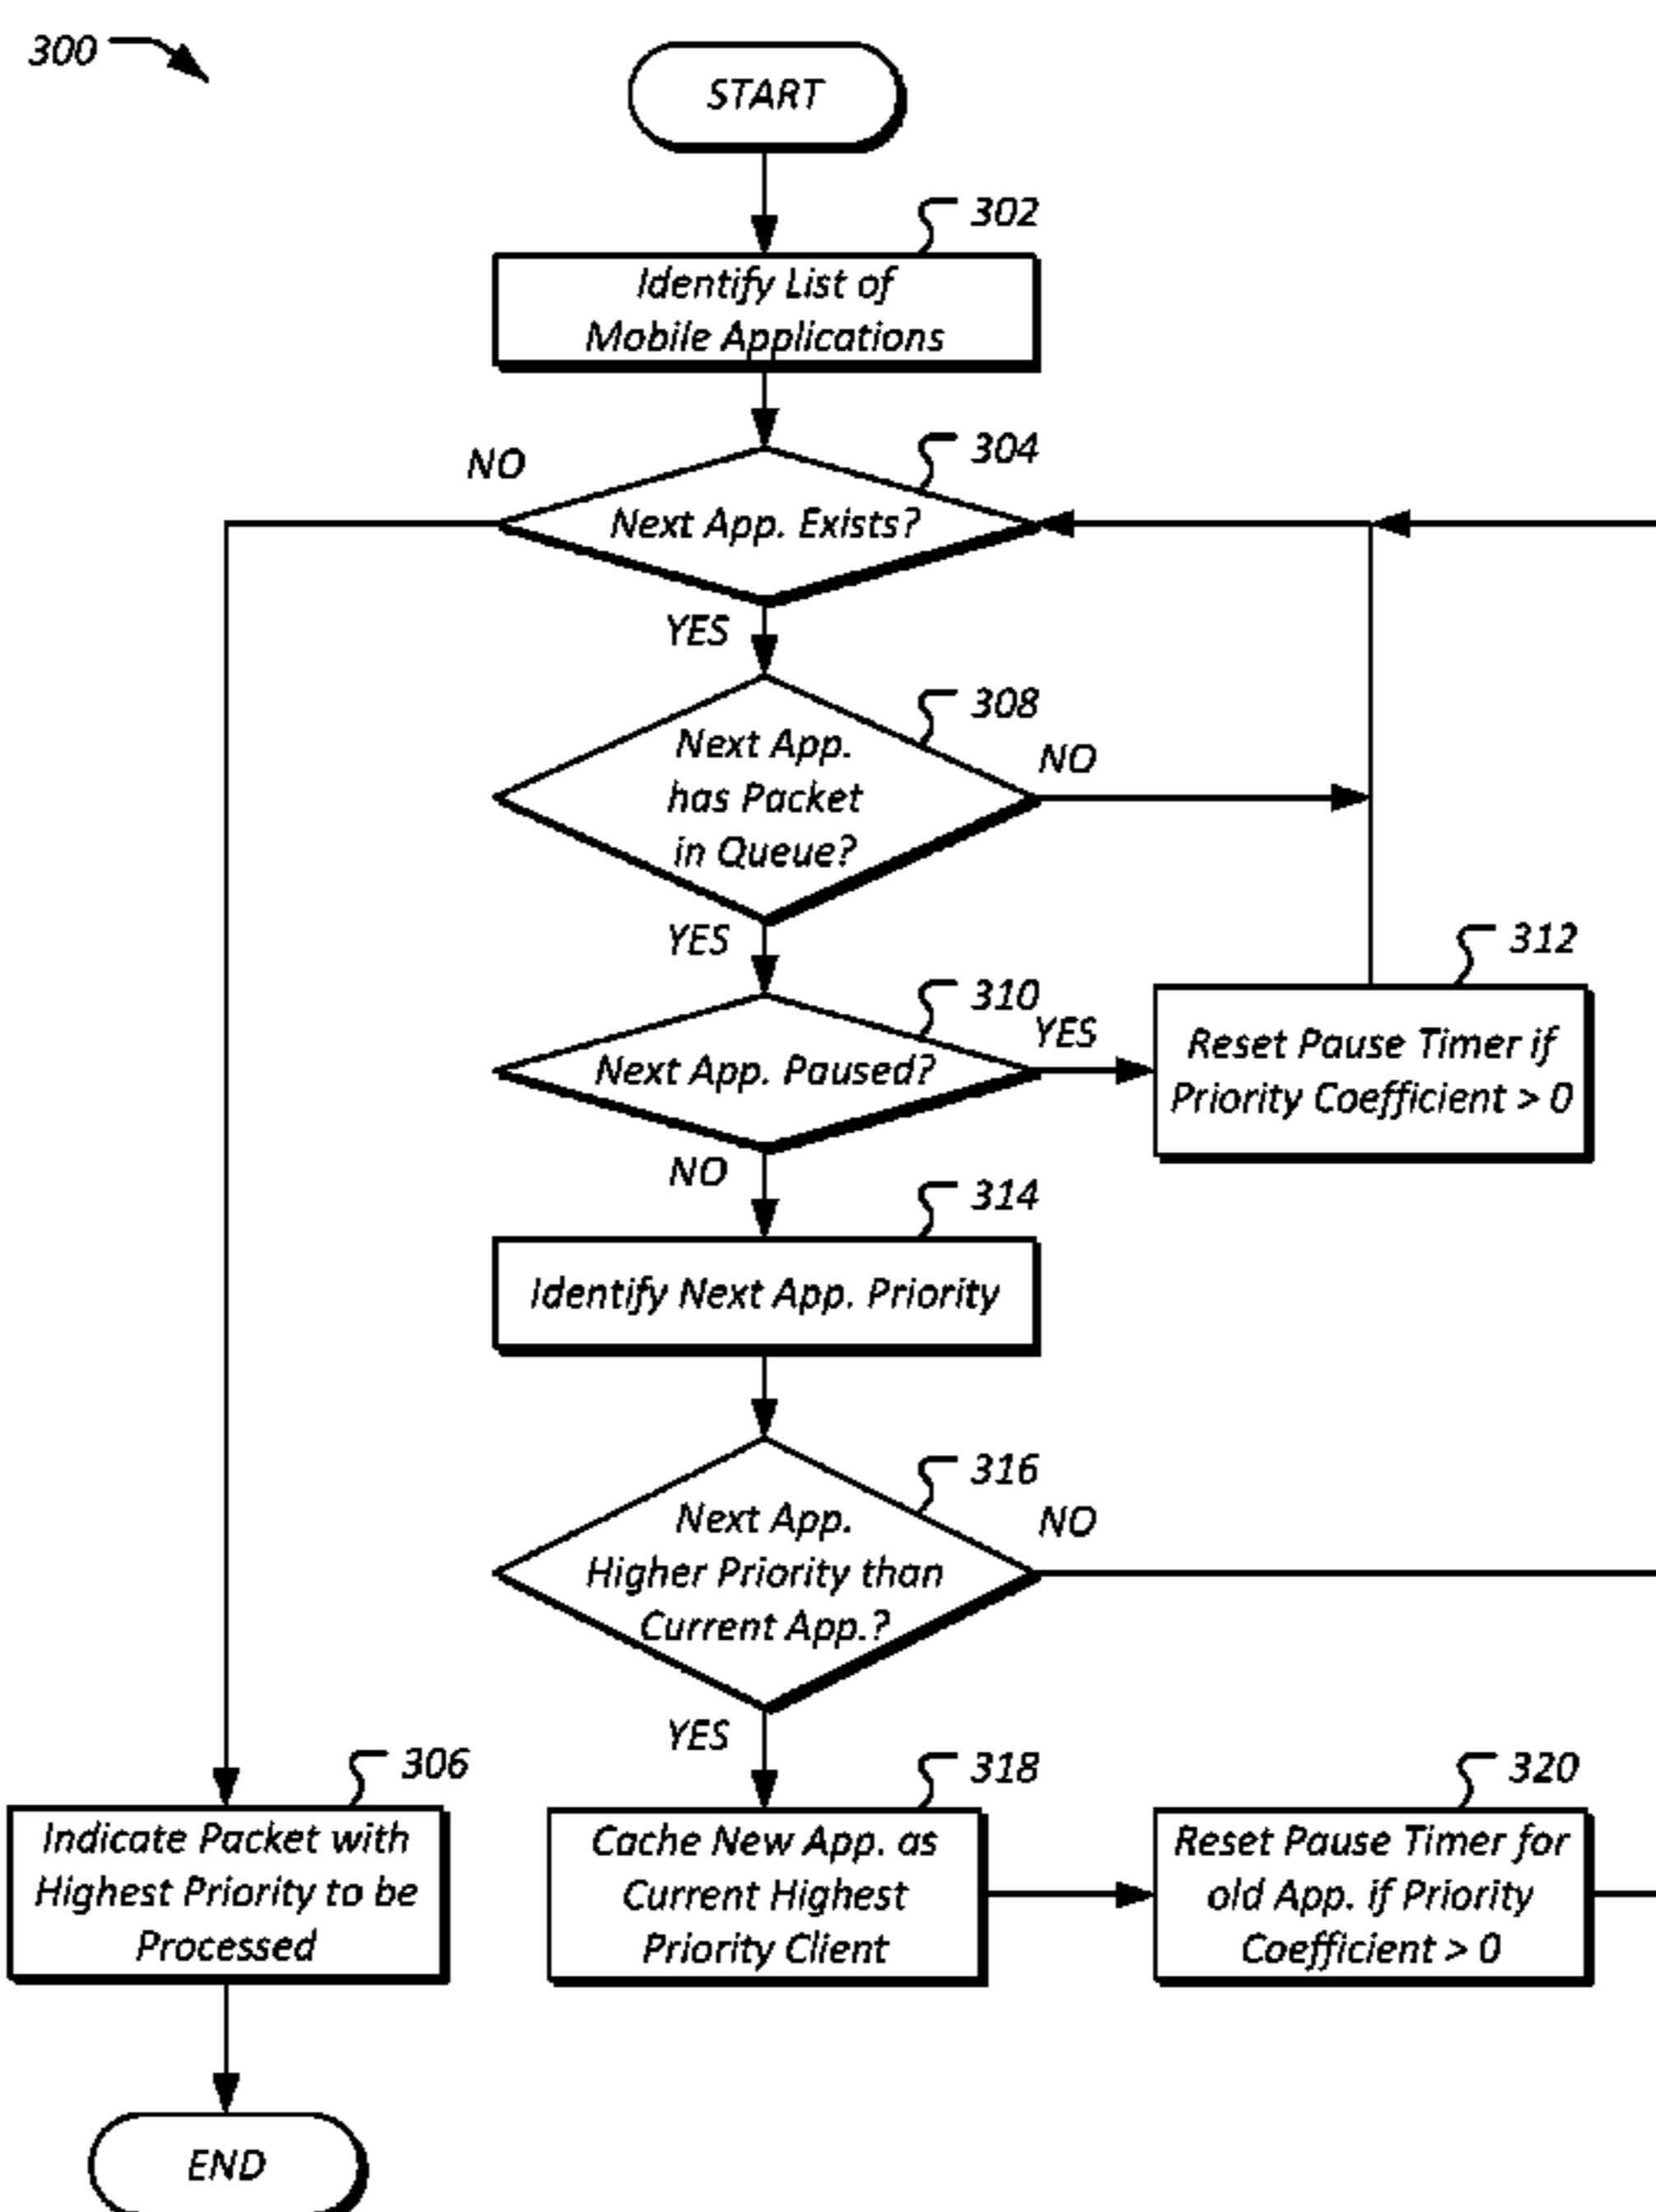 300
START
302
Identify List of
Mobile Applications
304
NO
Next App. Exists?
YES
308
Next App.
has Packet
in Queue?
NO
YES
310
Next App. Paused?
YES
312
Reset Pause Timer if
Priority Coefficient > 0
NO
314
Identify Next App. Priority
316
Next App.
Higher Priority than
Current App.?
NO
YES
306
Indicate Packet with
Highest Priority to be
Processed
318
Cache New App. as
Current Highest
Priority Client
320
Reset Pause Timer for
old App. if Priority
Coefficient > 0
END